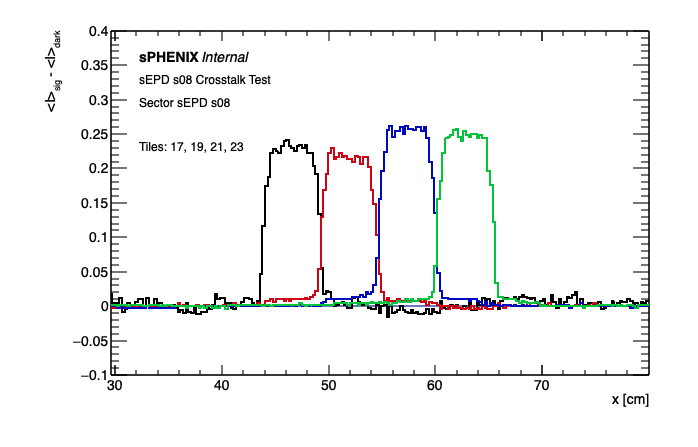 <I>sig - <I>dark
0.4
0.35
0.3
0.25
0.2
0.15
0.1
0.05
0
−0.05
−0.1
sPHENIX Internal
sEPD s08 Crosstalk Test
Sector sEPD s08
Tiles: 17, 19, 21, 23
30 40 50 60 70
x [cm]